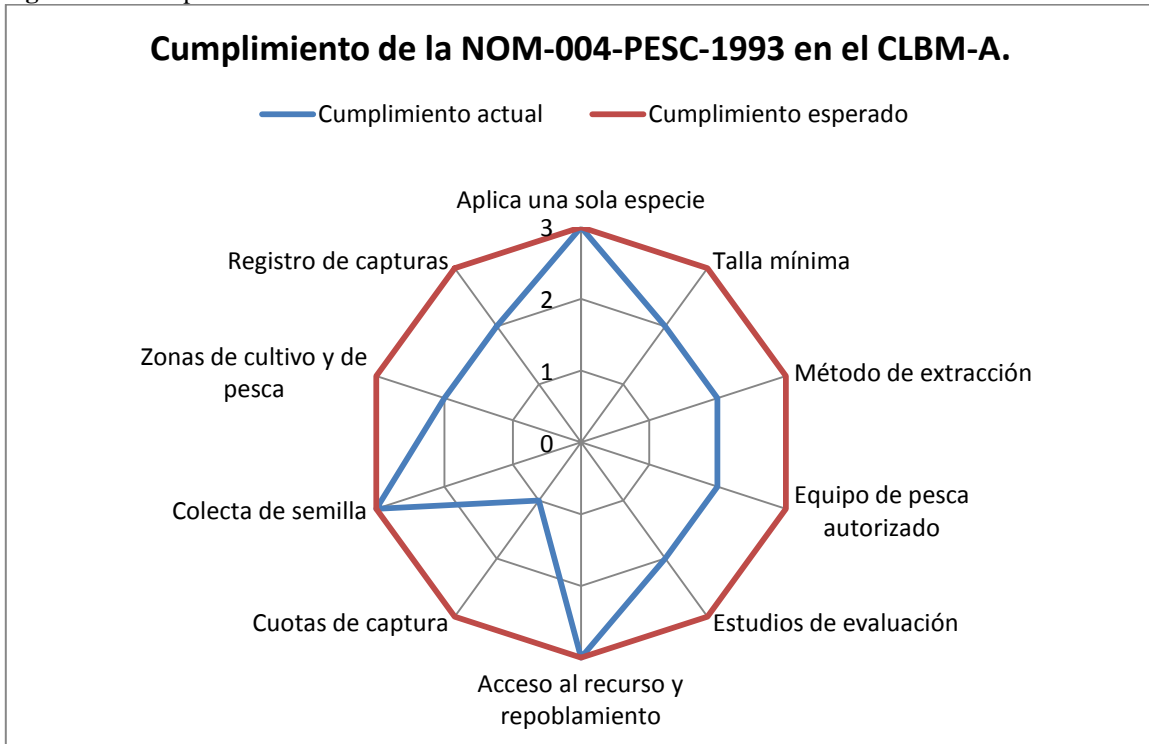 Cumplimiento de la NOM-004-PESC-1993 en el CLBM-A.
Cumplimiento actual
Cumplimiento esperado
Aplica una sola especie
3
Registro de capturas
Talla mínima
2
Zonas de cultivo y de
pesca
Método de extracción
1
0
Colecta de semilla
Equipo de pesca
autorizado
Cuotas de captura
Estudios de evaluación
Acceso al recurso y
repoblamiento